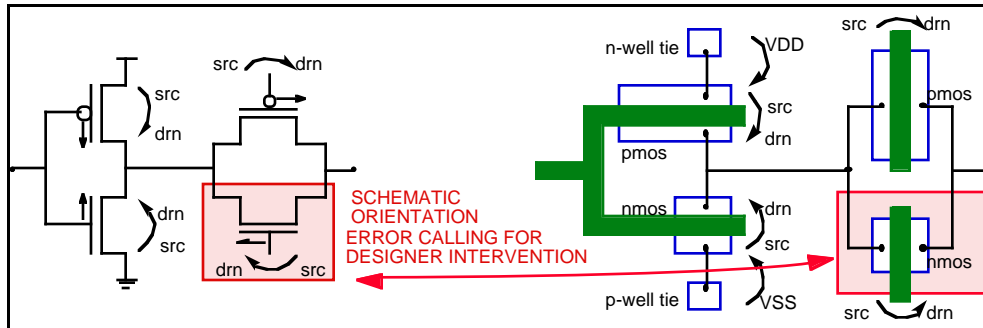 src
drn
drn
src
src
drn
drn
src
SCHEMATIC
ORIENTATION
ERROR CALLING FOR
DESIGNER INTERVENTION
n-well tie
VDD
src
drn
pmos
nmos
drn
src
p-well tie
VSS
src
drn
pmos
nmos
src
drn